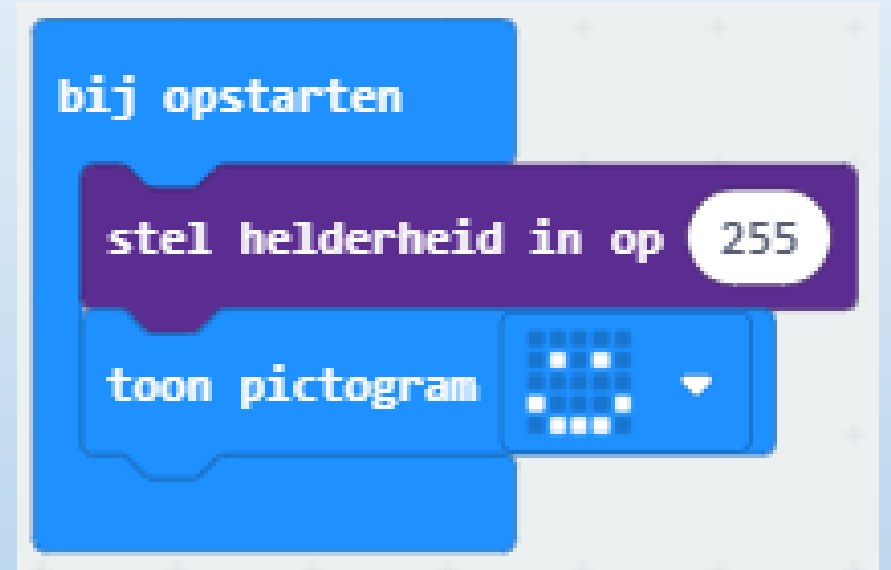 bij opstarten
stel helderheid in op 255
toon pictogram